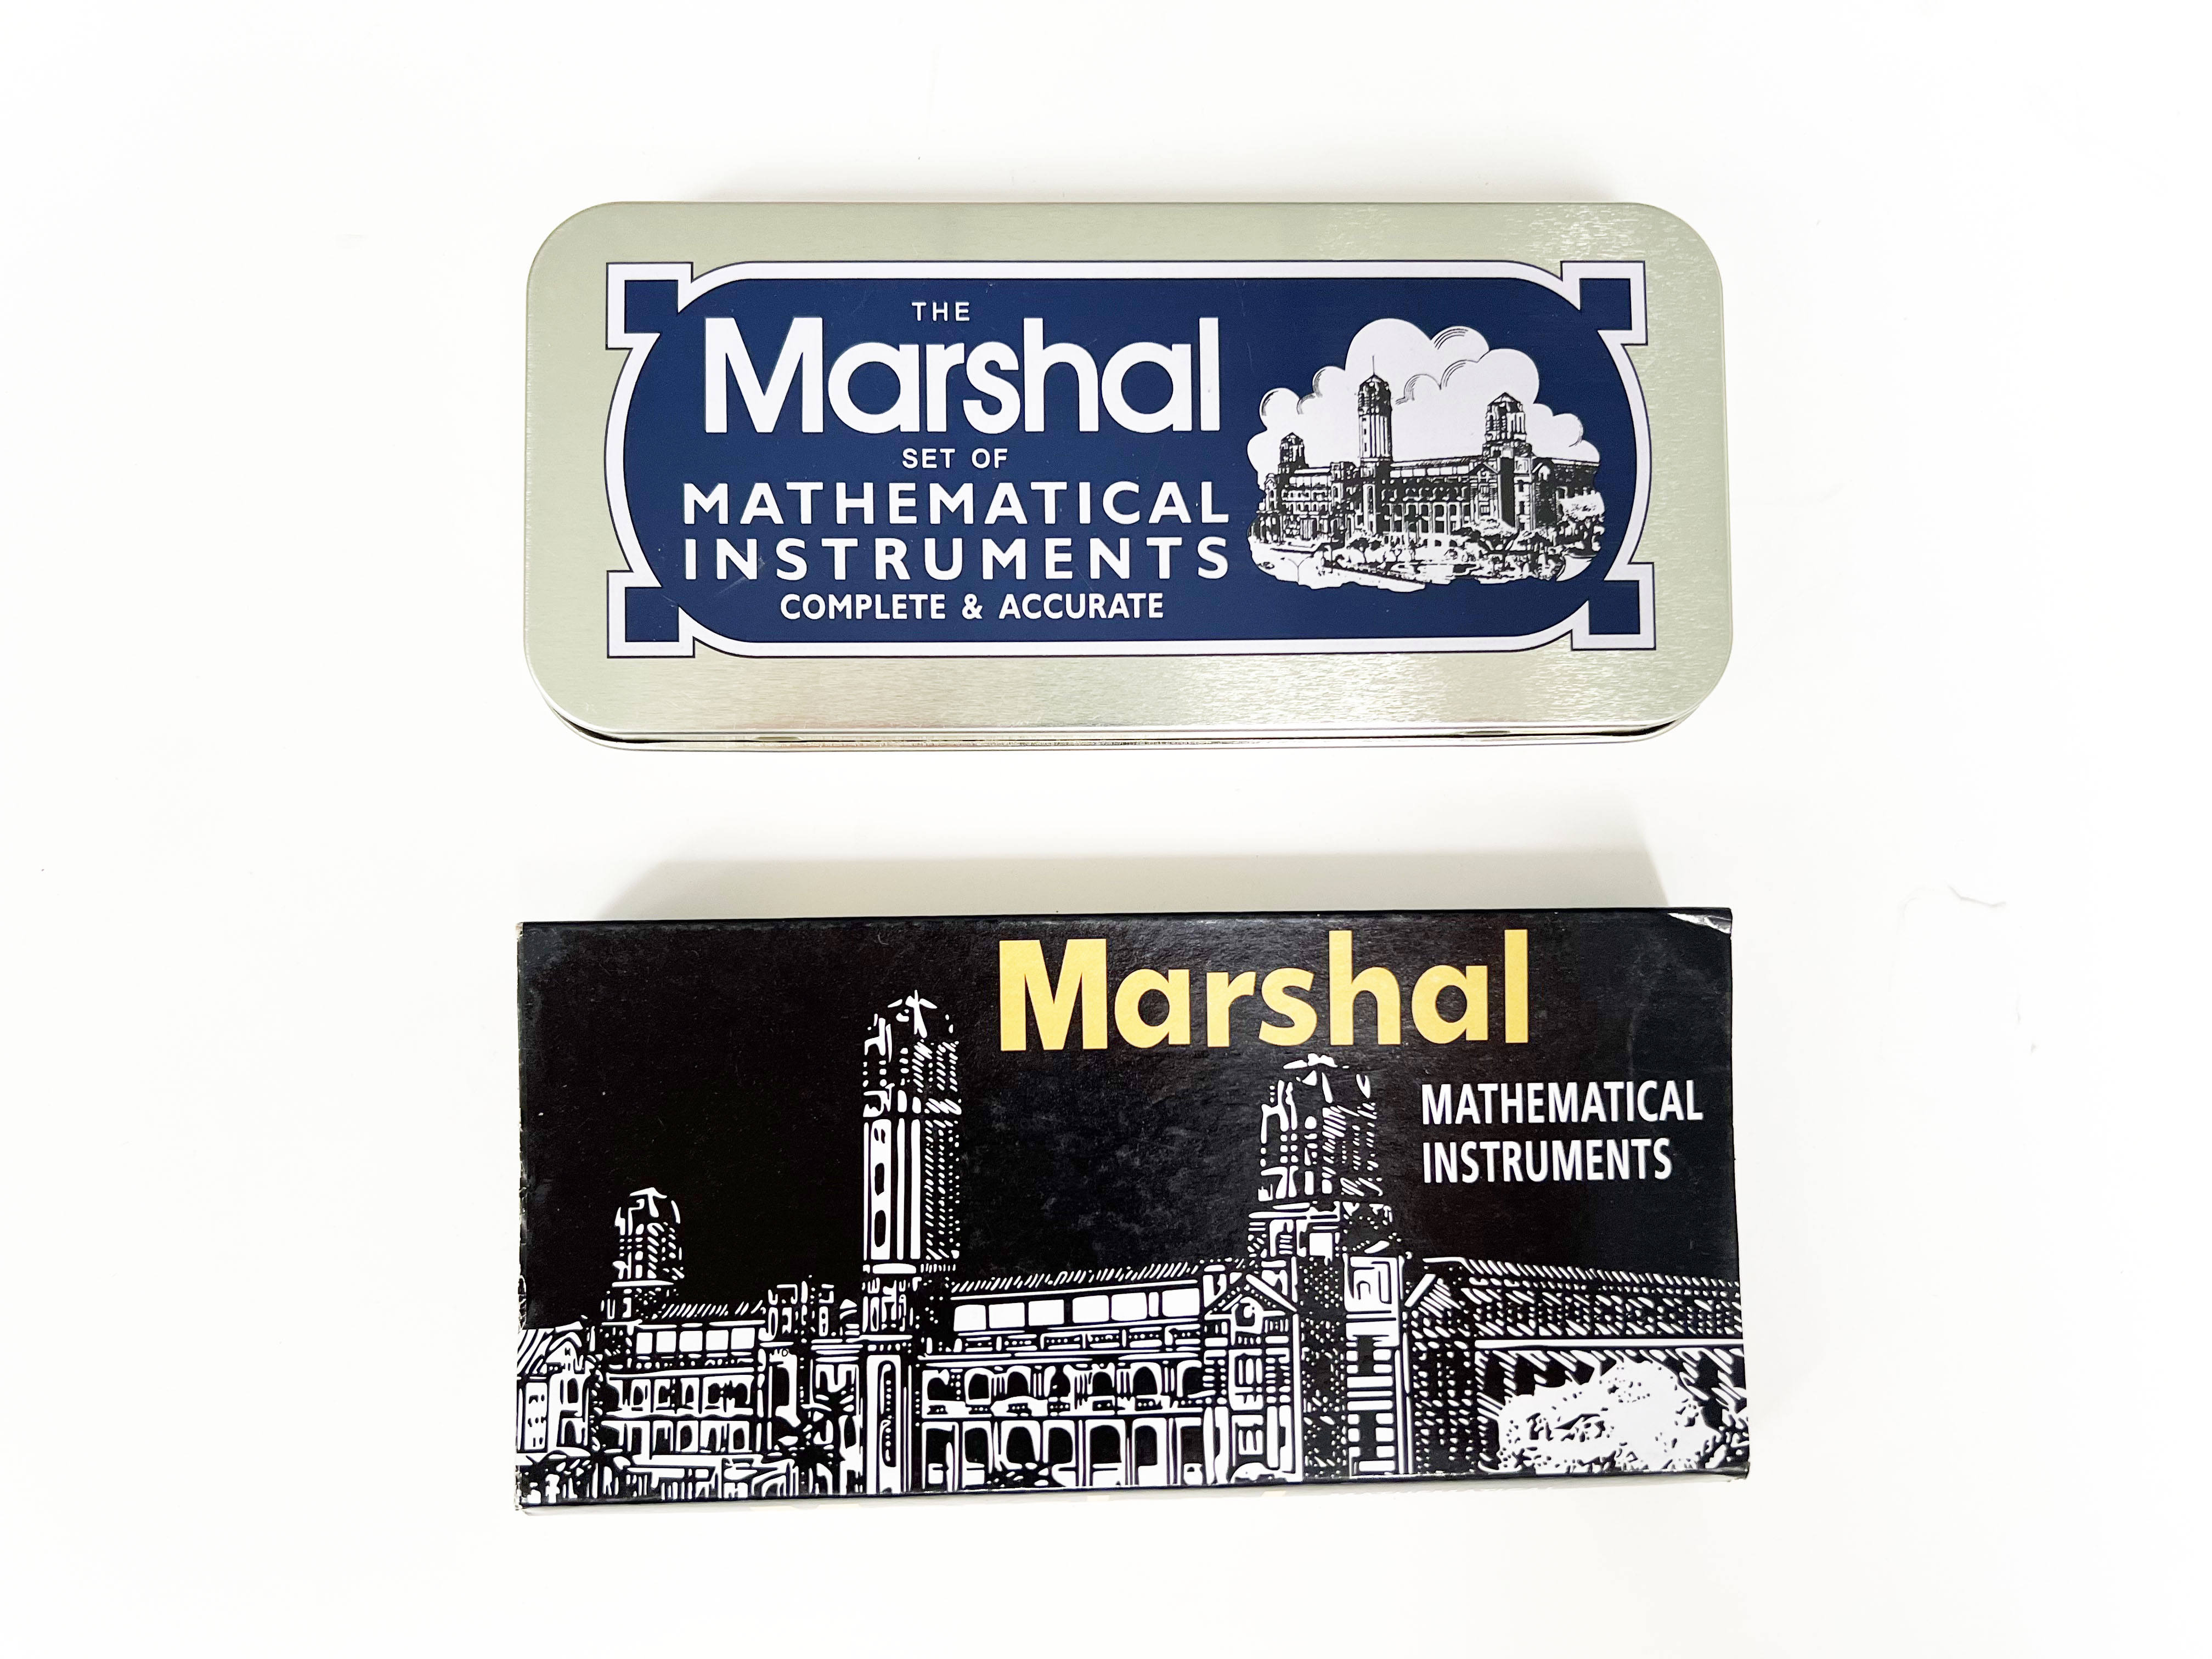 THE
Marshal
SET OF
MATHEMATICAL
INSTRUMENTS
COMPLETE & ACCURATE
Marshal
MATHEMATICAL
INSTRUMENTS